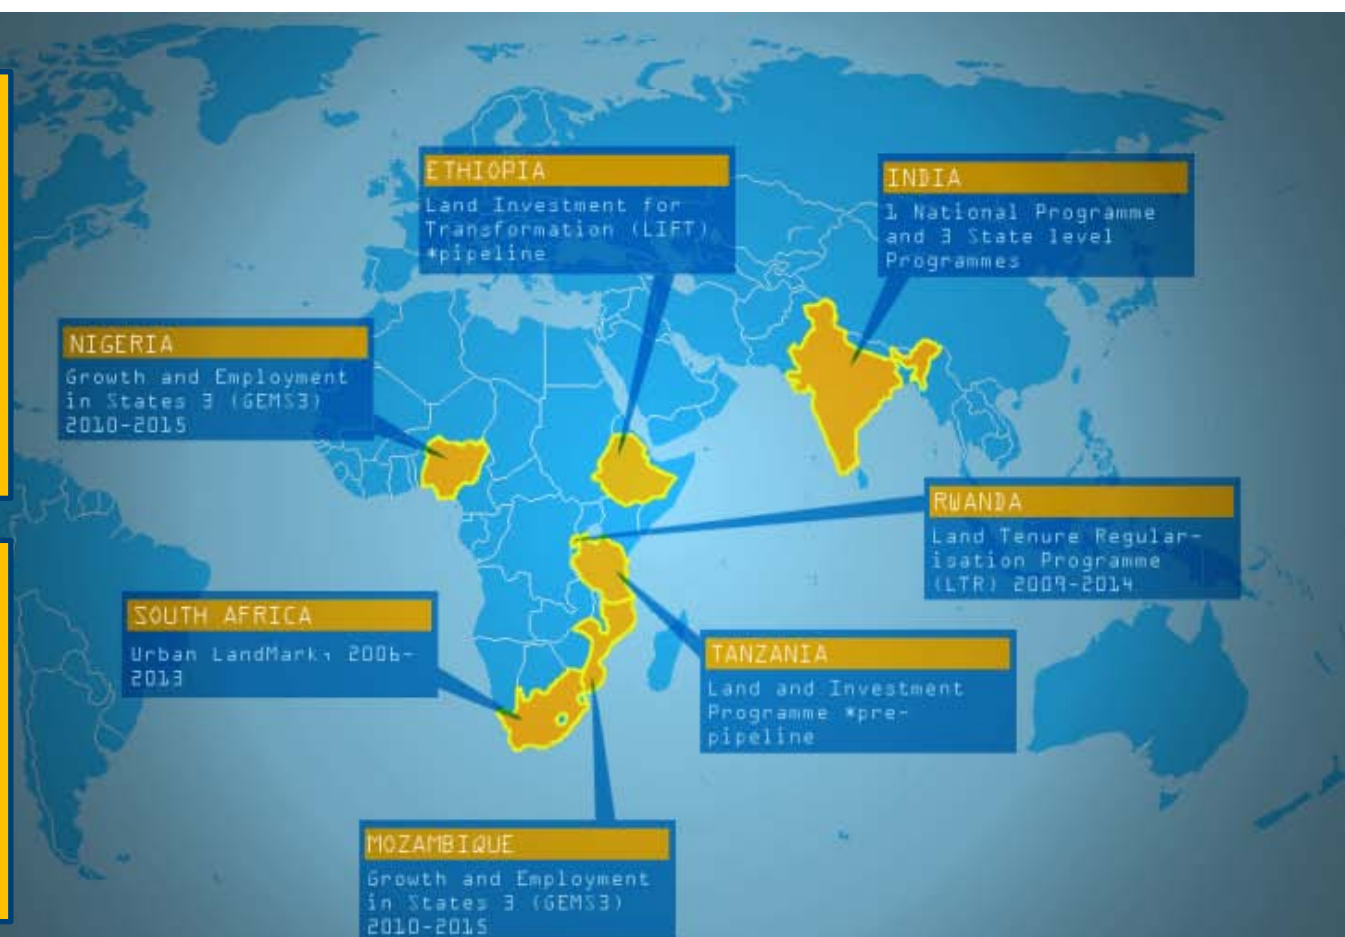 ETHIOPIA
Land Investment for
Transformation (LIFT)
*pipeline
INDIA
1 National Programme
and 3 State level
Programmes
NIGERIA
Growth and Employment
in States 3 (GEMS3)
2010-2015
RWANDA
Land Tenure Regular-
isation Programme
(LTR) 2009-2014
SOUTH AFRICA
Urban LandMark, 2006-
2013
TANZANIA
Land and Investment
Programme *pre-
pipeline
MOZAMBIQUE
Growth and Employment
in States 3 (GEMS3)
2010-2015